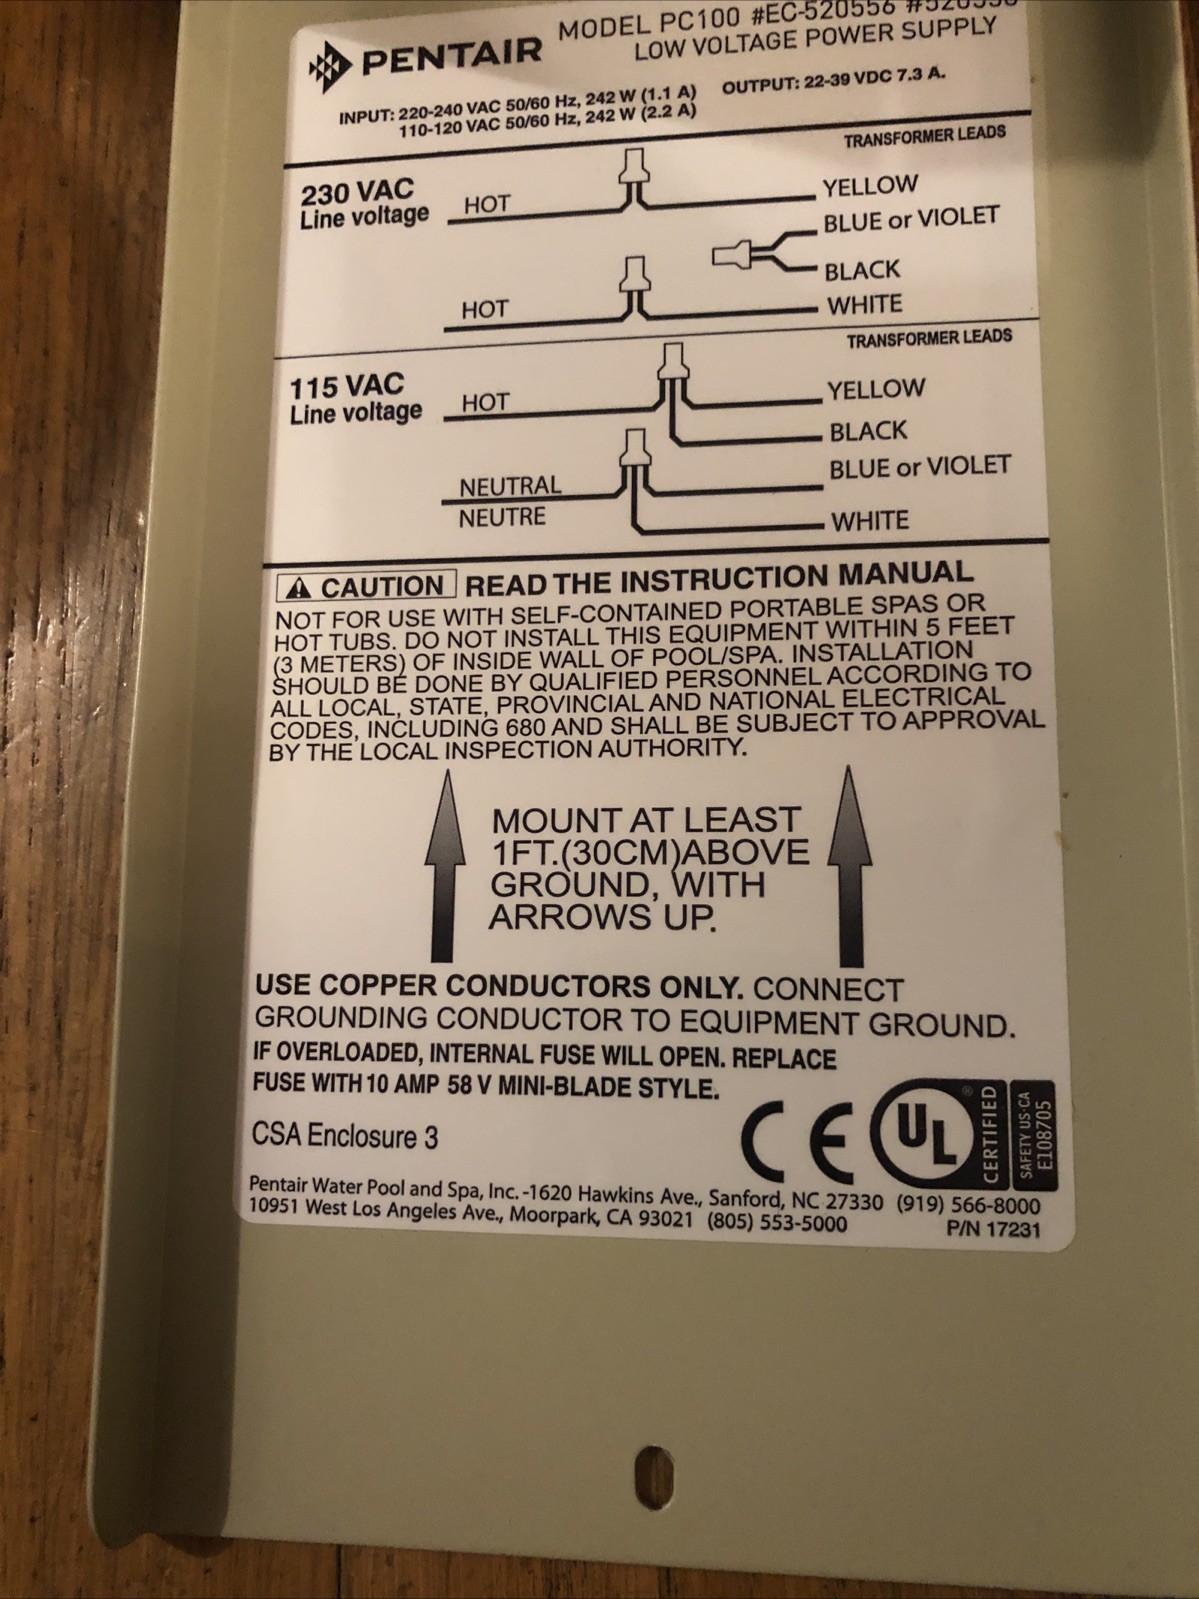 PENTAIR
MODEL PC100 #EC-520556
LOW VOLTAGE POWER SUPPLY
INPUT: 220-240 VAC 50/60 Hz, 242 W (1.1 A) OUTPUT: 22-39 VDC 7.3 A.
110-120 VAC 50/60 Hz, 242 W (2.2 A)
TRANSFORMER LEADS
230 VAC
Line voltage
HOT
YELLOW
BLUE or VIOLET
BLACK
HOT
WHITE
TRANSFORMER LEADS
115 VAC
Line voltage
HOT
YELLOW
BLACK
BLUE or VIOLET
NEUTRAL
NEUTRE
WHITE
CAUTION READ THE INSTRUCTION MANUAL
NOT FOR USE WITH SELF-CONTAINED PORTABLE SPAS OR
HOT TUBS. DO NOT INSTALL THIS EQUIPMENT WITHIN 5 FEET
(3 METERS) OF INSIDE WALL OF POOL/SPA. INSTALLATION
SHOULD BE DONE BY QUALIFIED PERSONNEL ACCORDING TO
ALL LOCAL, STATE, PROVINCIAL AND NATIONAL ELECTRICAL
CODES, INCLUDING 680 AND SHALL BE SUBJECT TO APPROVAL
BY THE LOCAL INSPECTION AUTHORITY.
MOUNT AT LEAST
1FT.(30CM)ABOVE
GROUND, WITH
ARROWS UP.
USE COPPER CONDUCTORS ONLY. CONNECT
GROUNDING CONDUCTOR TO EQUIPMENT GROUND.
IF OVERLOADED, INTERNAL FUSE WILL OPEN. REPLACE
FUSE WITH 10 AMP 58 V MINI-BLADE STYLE.
CSA Enclosure 3
CE
UL ®
CERTIFIED
SAFETY US-CA
E108705
Pentair Water Pool and Spa, Inc. -1620 Hawkins Ave., Sanford, NC 27330 (919) 566-8000
10951 West Los Angeles Ave., Moorpark, CA 93021 (805) 553-5000
P/N 17231